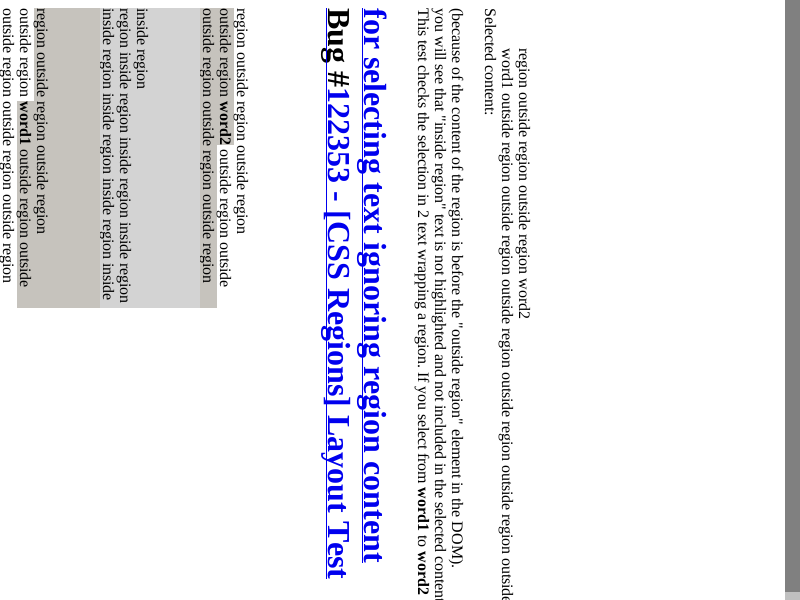 outside region outside region outside region
outside region word1 outside region outside
region outside region outside region
inside region inside region inside region inside
region inside region inside region inside region
inside region
outside region outside region outside region
outside region word2 outside region outside
region outside region outside region
Bug #122353 - [CSS Regions] Layout Test
for selecting text ignoring region content
This test checks the selection in 2 text wrapping a region. If you select from word1 to word2
you will see that "inside region" text is not highlighted and not included in the selected content
(because of the content of the region is before the "outside region" element in the DOM).
Selected content:
word1 outside region outside region outside region outside region outside region outside
region outside region outside region word2